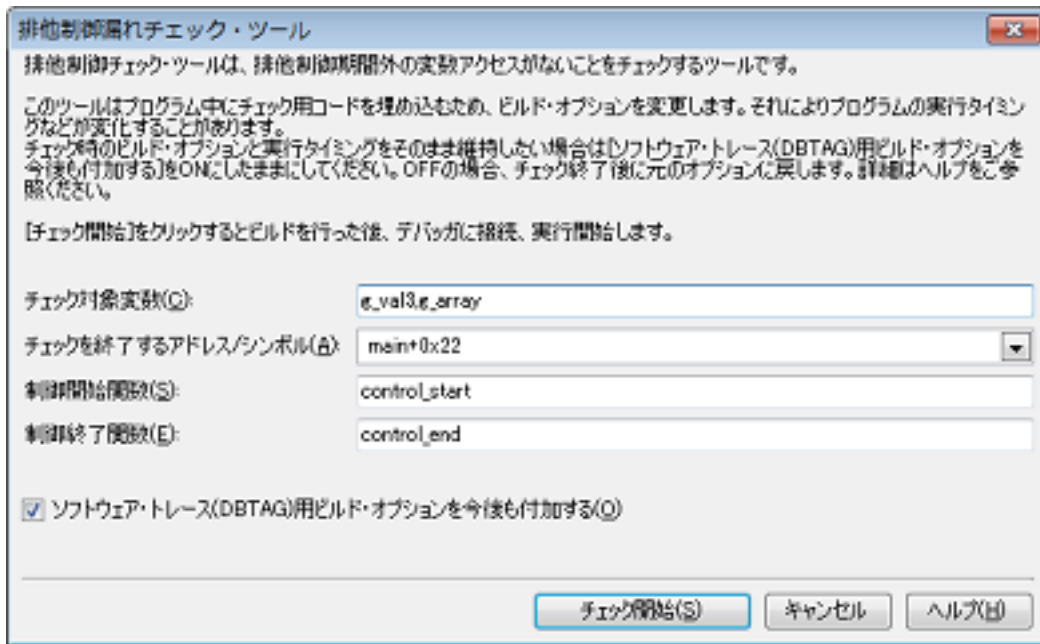 排他制御漏れチェック・ツール
排他制御チェック・ツールは、排他制御期間外の変数アクセスがないことをチェックするツールです。
このツールはプログラム中にチェック用コードを埋め込むため、ビルド・オプションを変更します。それによりプログラムの実行タイミン
グなどが変化することがあります。
チェック時のビルド・オプションと実行タイミングをそのまま維持したい場合は[ソフトウェア・トレース(DBTAG)用ビルド・オプションを
今後も付加する]をONにしたままにしてください。OFFの場合、チェック終了後に元のオプションに戻します。詳細はヘルプをご参
照ください。
[チェック開始]をクリックするとビルドを行った後、デバッガに接続、実行開始します。
チェック対象変数(C):
g_val3,g_array
チェックを終了するアドレス/シンボル(A):
main+0x22
制御開始関数(S):
control_start
制御終了関数(E):
control_end
ソフトウェア・トレース(DBTAG)用ビルド・オプションを今後も付加する(O)
チェック開始(S)
キャンセル
ヘルプ(H)